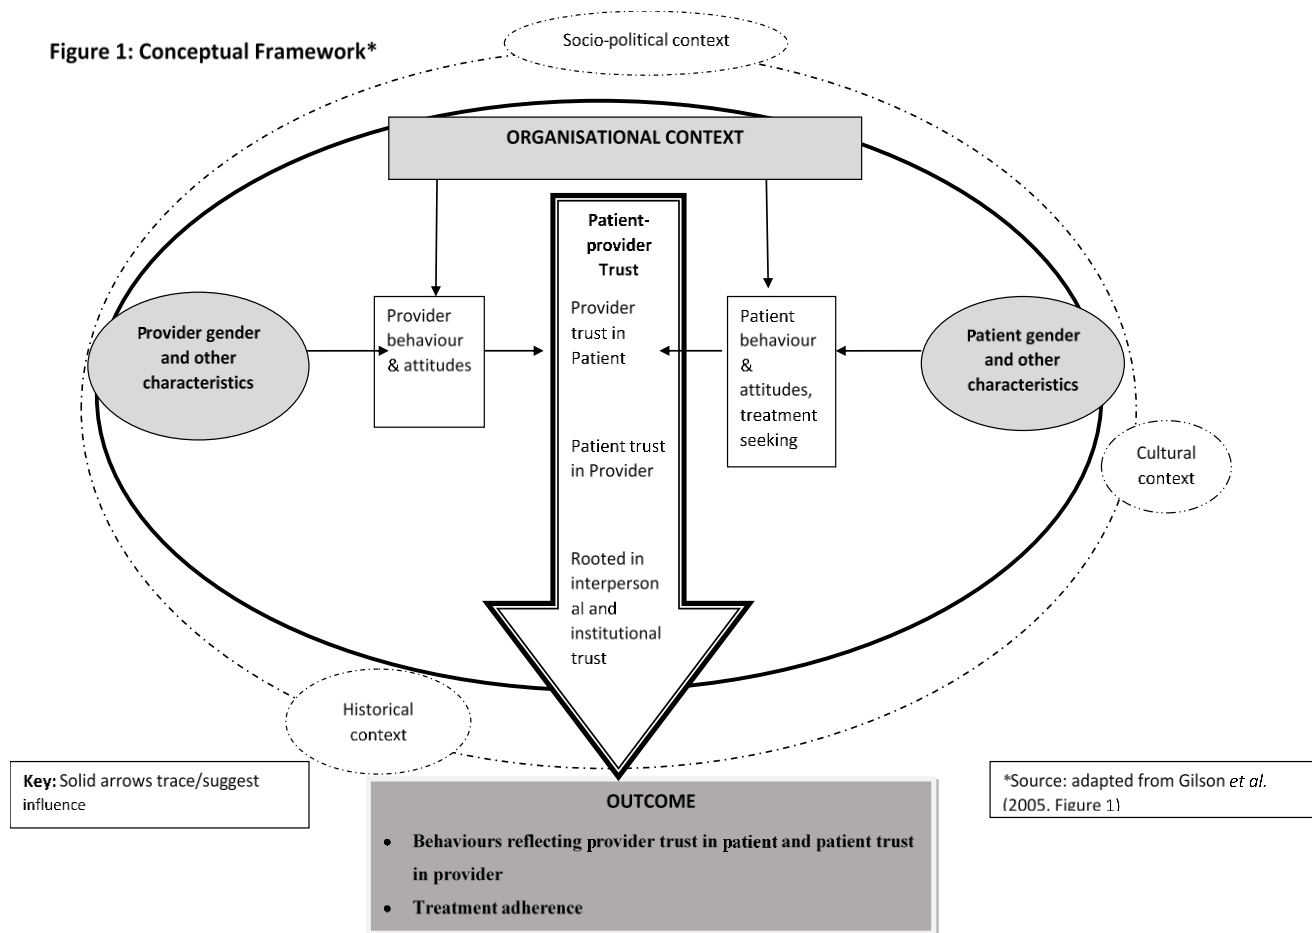 Socio-political context
Figure 1: Conceptual Framework*
ORGANISATIONAL CONTEXT
Patient-
provider
Trust
Provider
trust in
Patient
Patient trust
in Provider
Rooted in
interperson
al and
institutional
trust
Provider gender
and other
characteristics
Provider
behaviour
& attitudes
Patient
behaviour
&
attitudes,
treatment
seeking
Patient gender
and other
characteristics
Cultural
context
Historical
context
Key: Solid arrows trace/suggest
influence
*Source: adapted from Gilson et al.
(2005, Figure 1)
OUTCOME
• Behaviours reflecting provider trust in patient and patient trust
in provider
• Treatment adherence